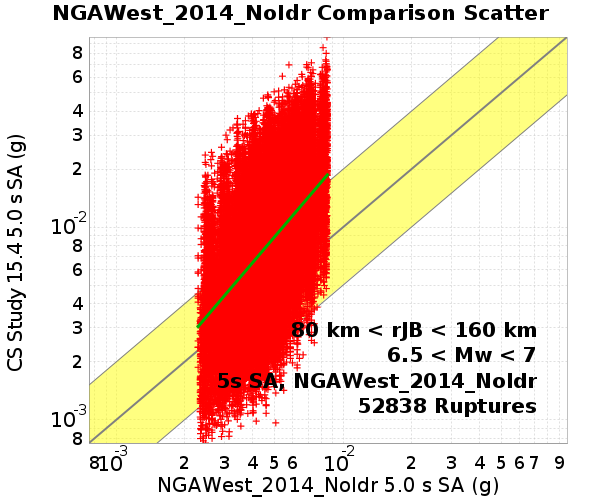 NGAWest_2014_NoIdr Comparison Scatter
CS Study 15.4 5.0 s SA (g)
8
6
4
3
2
10-2
8
6
4
3
2
10-3
8
80 km < rJB < 160 km
6.5 < Mw < 7
5s SA, NGAWest_2014_NoIdr
52838 Ruptures
8 10-3 2 3 4 5 6 10-2 2 3 4 5 6 7 9
NGAWest_2014_NoIdr 5.0 s SA (g)